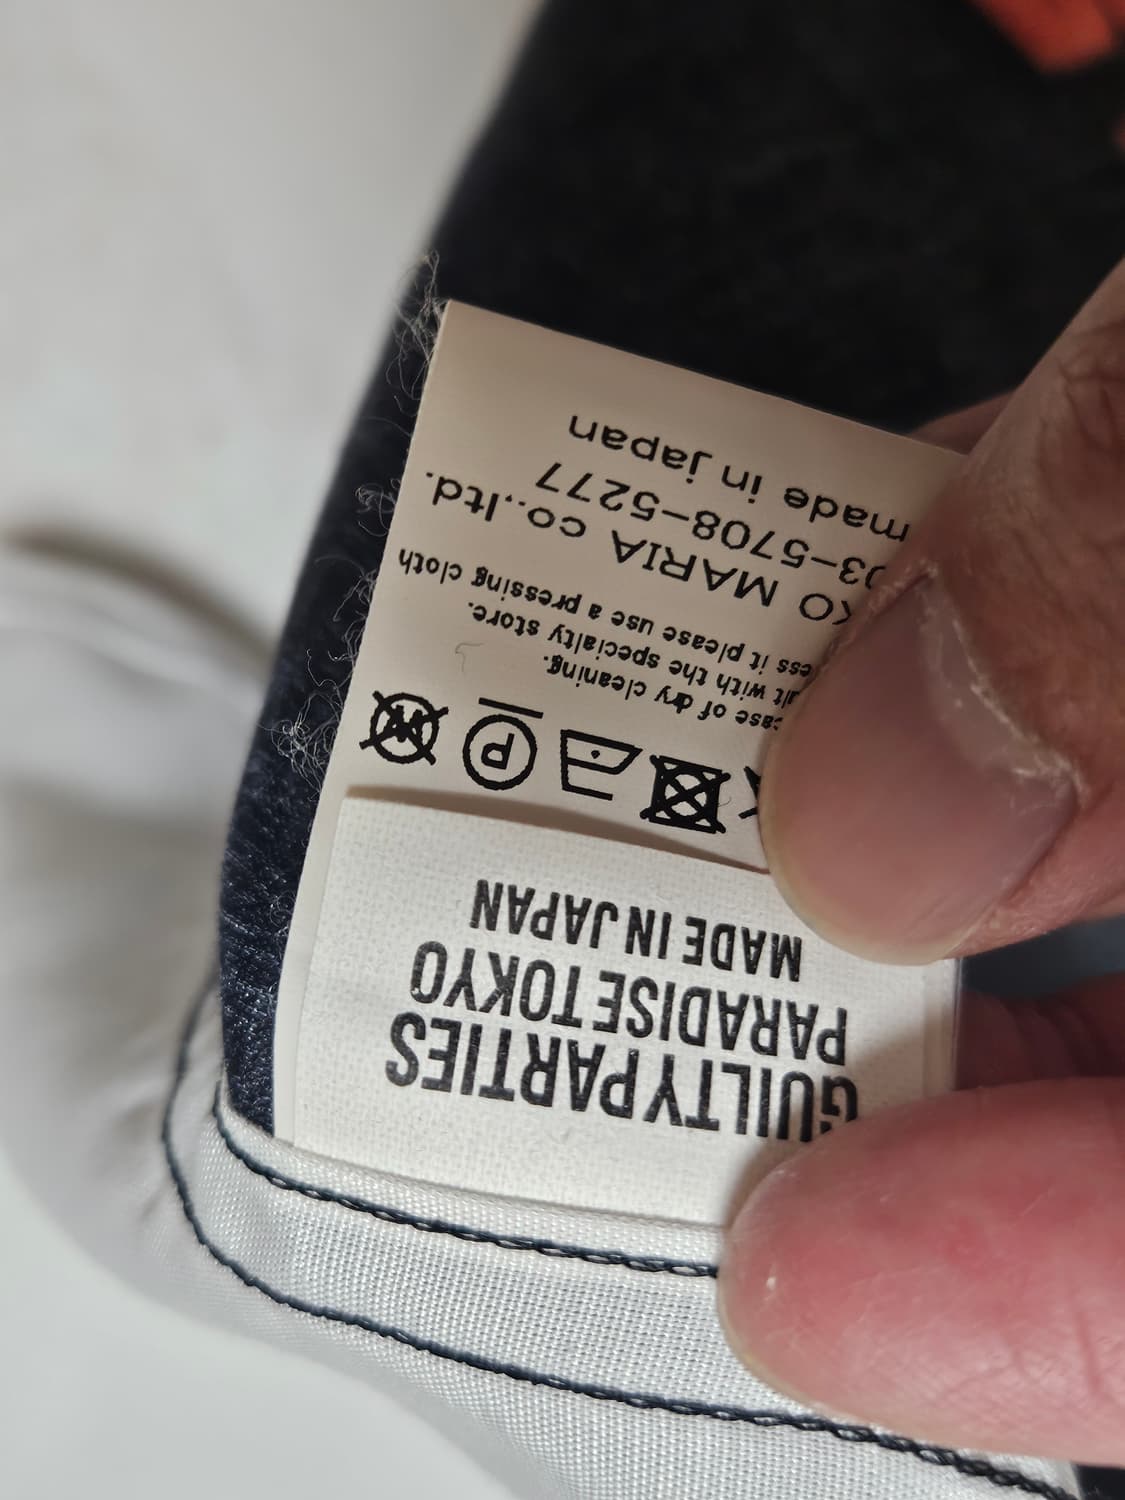 GUILTY PARTIES
PARADISE TOKYO
MADE IN JAPAN
P
W
case of dry cleaning.
with the specialty store.
it please use a pressing cloth
MARIA co.,ltd.
03-5708-5277
made in japan